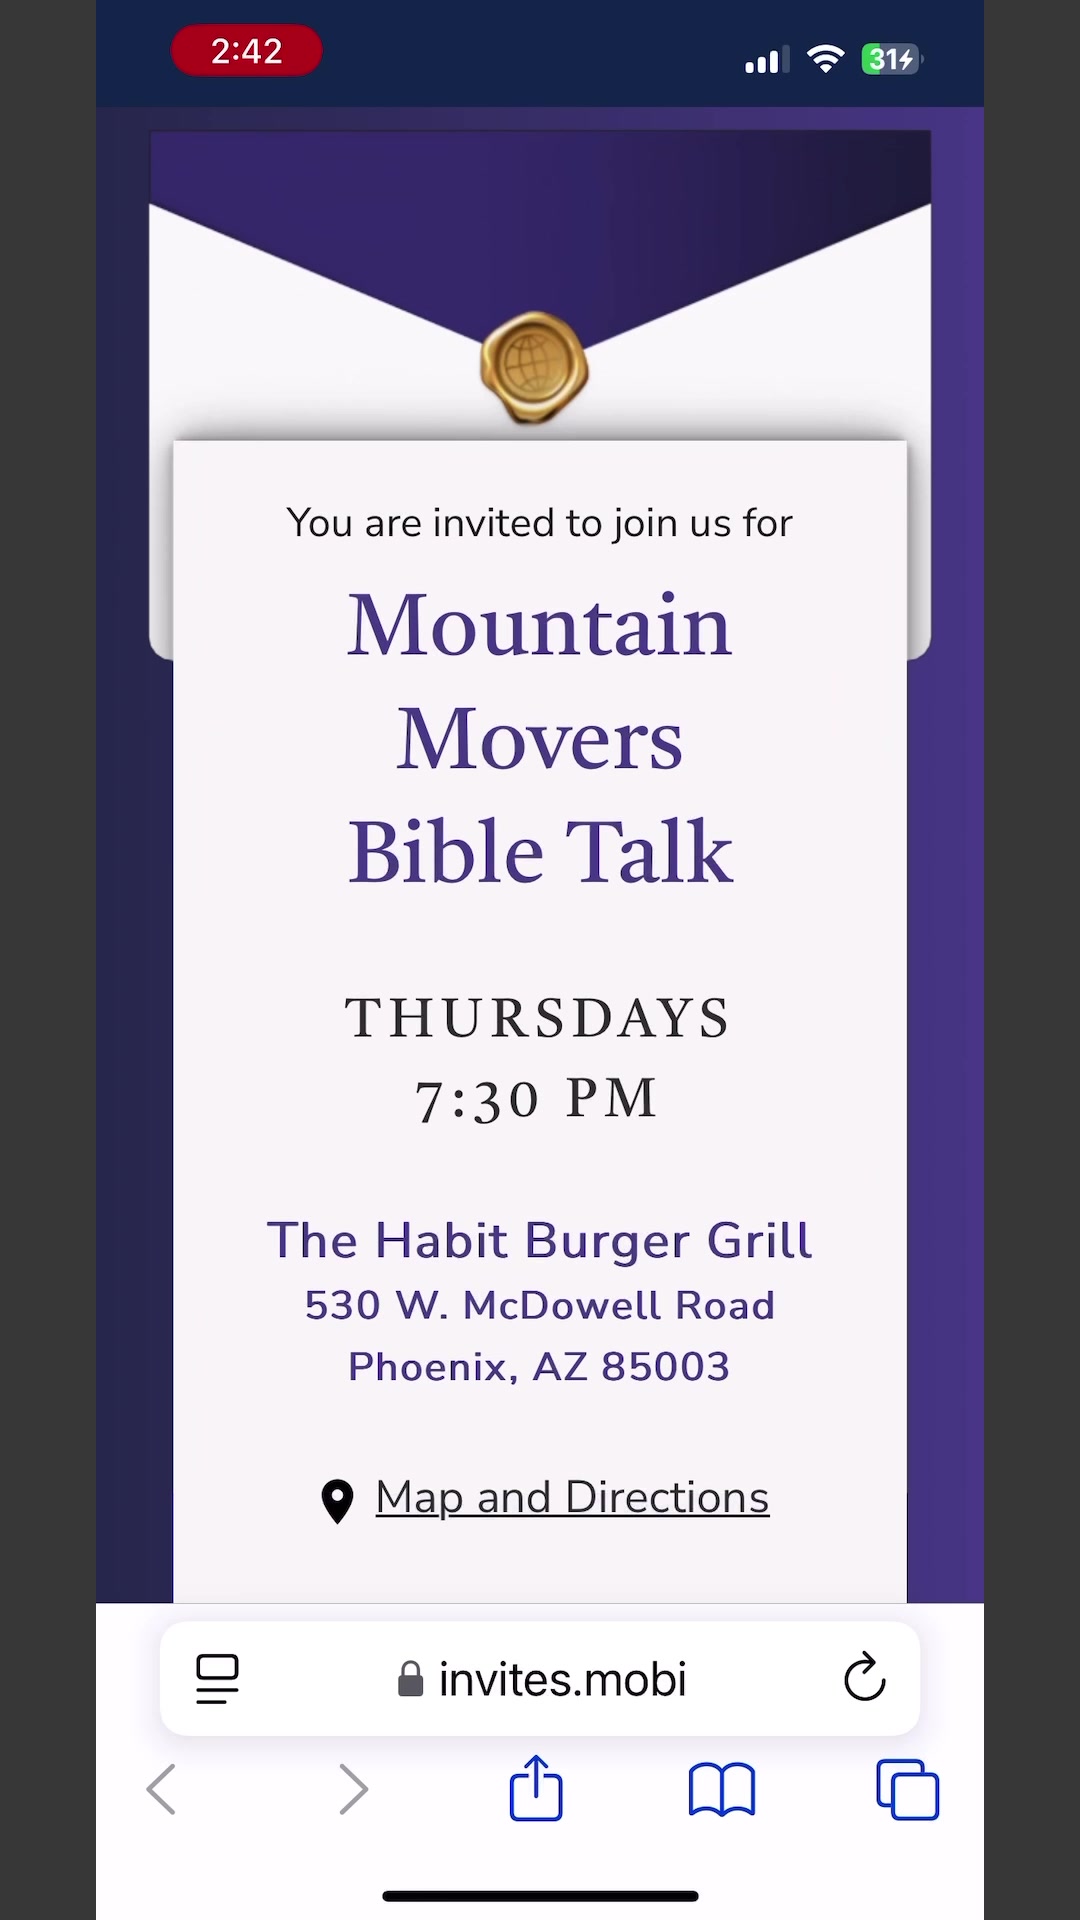 2:42
31
You are invited to join us for
Mountain
Movers
Bible Talk
THURSDAYS
7:30 PM
The Habit Burger Grill
530 W. McDowell Road
Phoenix, AZ 85003
Map and Directions
invites.mobi